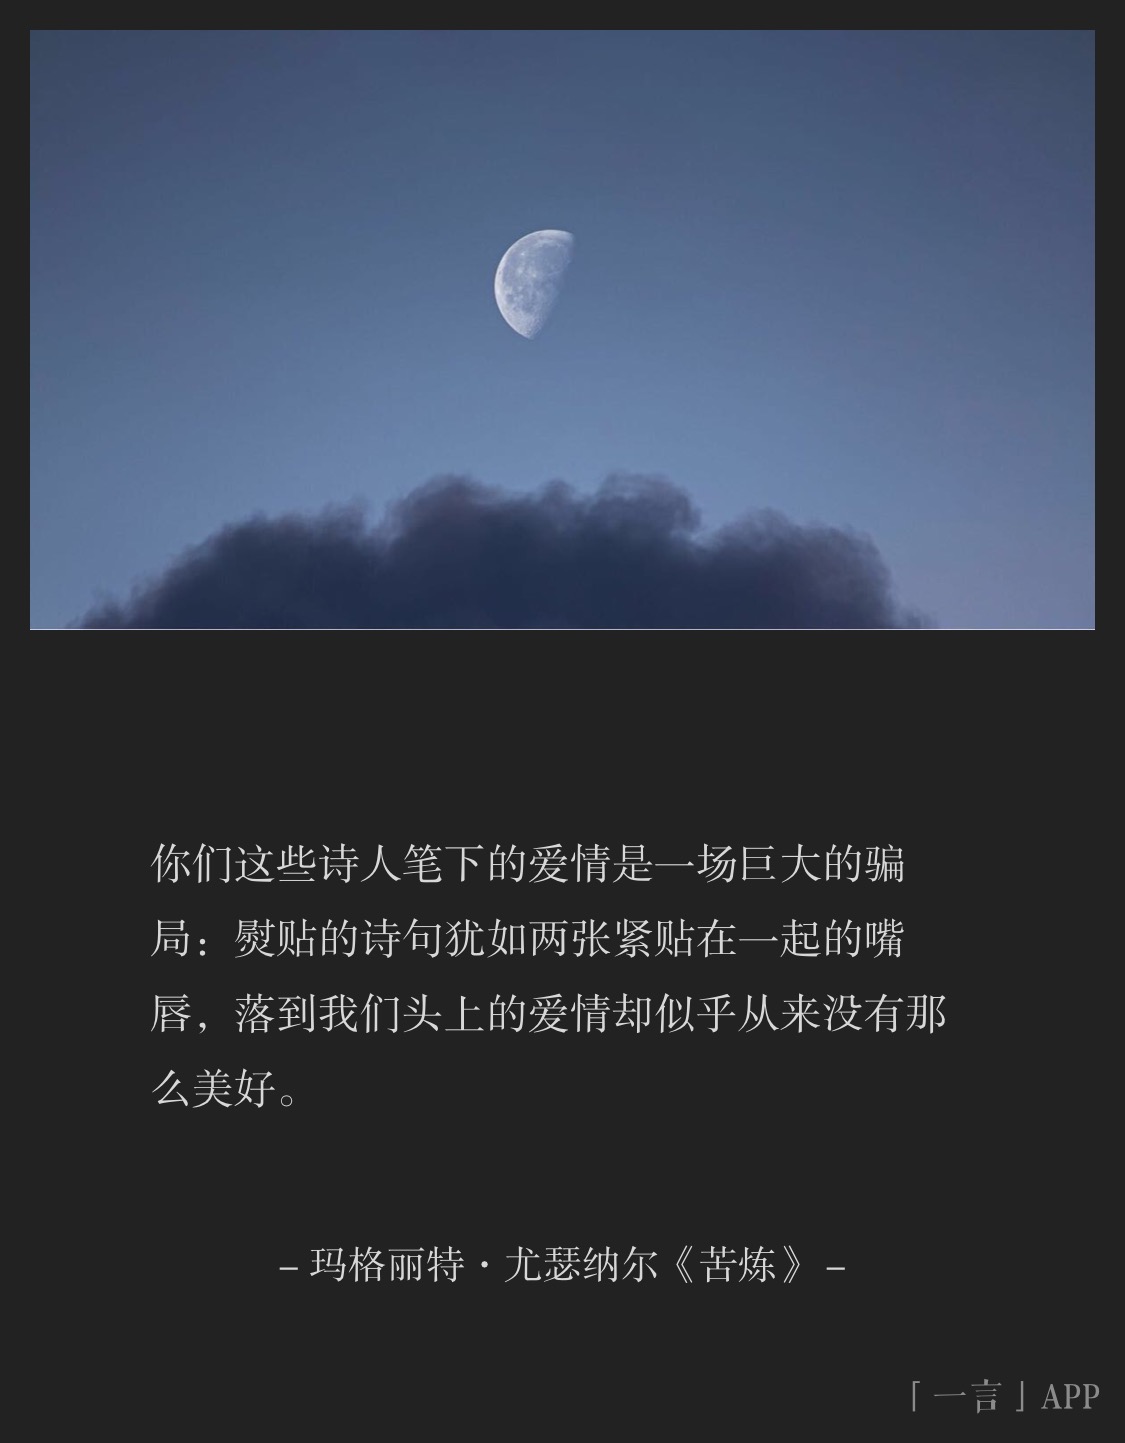 你们这些诗人笔下的爱情是一场巨大的骗
局：熨贴的诗句犹如两张紧贴在一起的嘴
唇，落到我们头上的爱情却似乎从来没有那
么美好。
– 玛格丽特・尤瑟纳尔《苦炼》–
「一言」APP